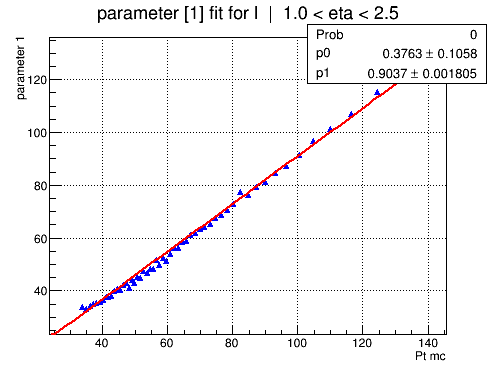 parameter [1] fit for l | 1.0 < eta < 2.5
Prob 0
p0 0.3763 ± 0.1058
p1 0.9037 ± 0.001805
parameter 1
120
100
80
60
40
40 60 80 100 120 140
Pt mc